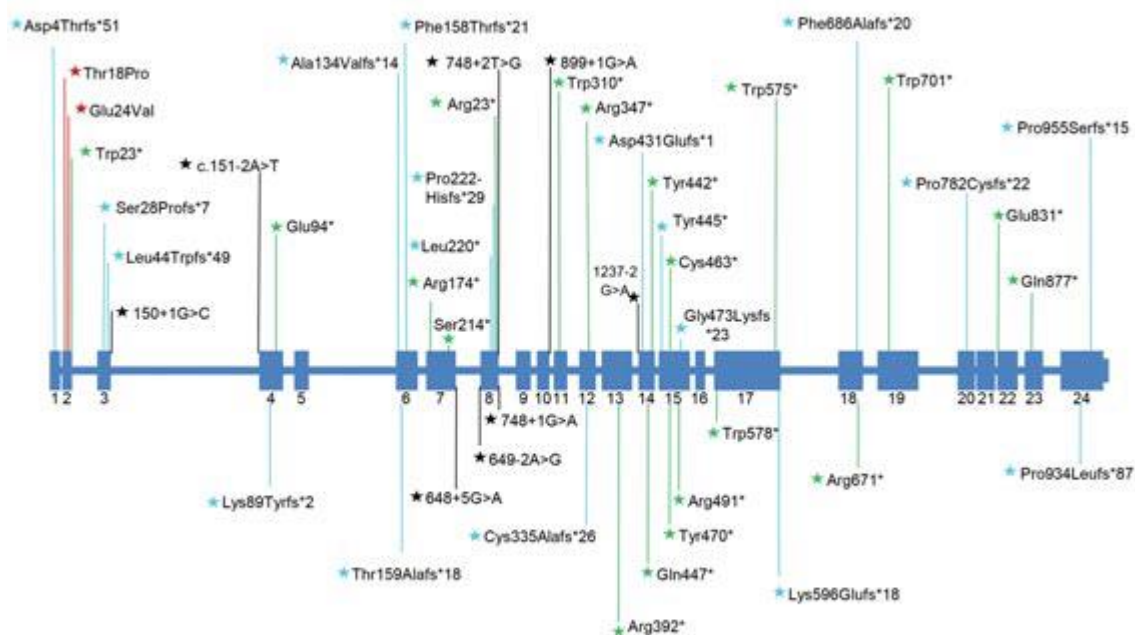 Asp4Thrfs*51
Phe158Thrfs*21
Phe686Alafs*20
Thr18Pro
Ala134Valfs*14
748+2T>G
899+1G>A
Trp310*
Trp575*
Trp701*
Glu24Val
Arg23*
Arg347*
Asp431Glufs*1
Pro955Serfs*15
Trp23*
c.151-2A>T
Pro222-
Hisfs*29
Tyr442*
Pro782Cysfs*22
Ser28Profs*7
Glu94*
Tyr445*
Glu831*
Leu44Trpfs*49
Leu220*
Cys463*
Arg174*
1237-2
G>A
Gln877*
150+1G>C
Ser214*
Gly473Lysfs
*23
1 2 3 4 5 6 7 8 9 10 11 12 13 14 15 16 17 18 19 20 21 22 23 24
748+1G>A
Trp578*
649-2A>G
Arg671*
Pro934Leufs*87
Lys89Tyrfs*2
648+5G>A
Arg491*
Cys335Alafs*26
Tyr470*
Thr159Alafs*18
Gln447*
Lys596Glufs*18
Arg392*